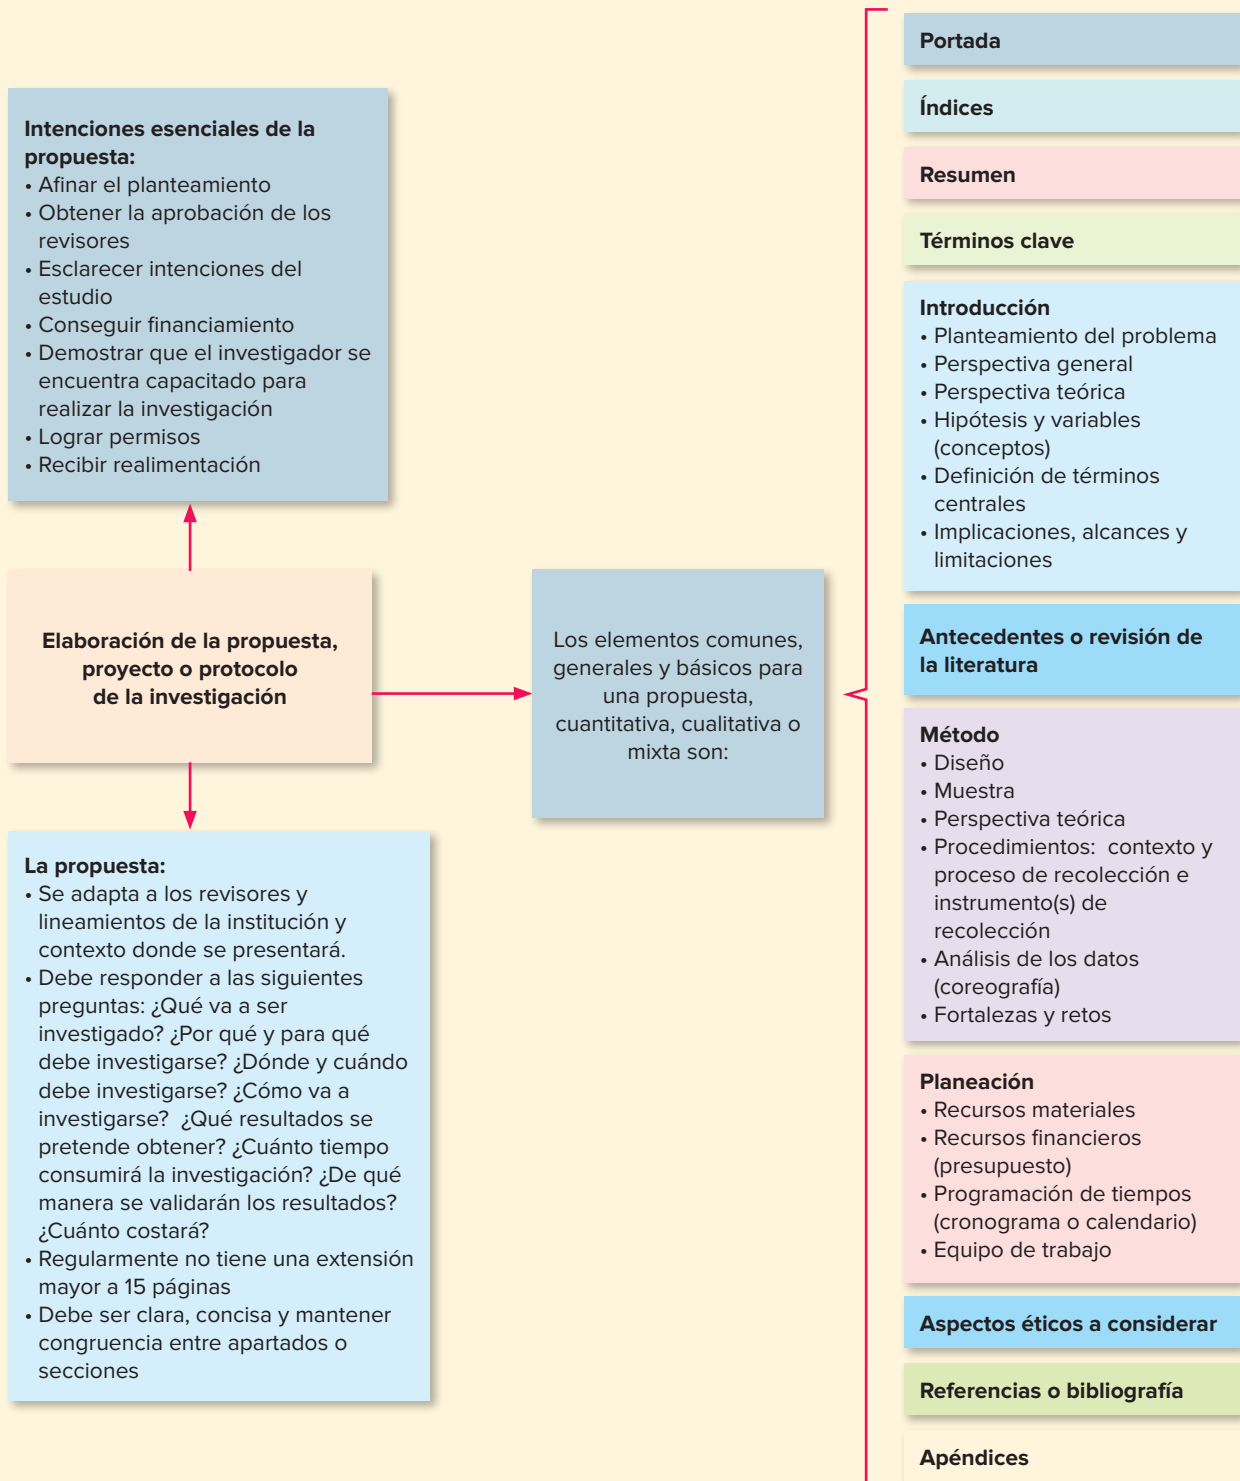 Intenciones esenciales de la
propuesta:
• Afinar el planteamiento
• Obtener la aprobación de los
revisores
• Esclarecer intenciones del
estudio
• Conseguir financiamiento
• Demostrar que el investigador se
encuentra capacitado para
realizar la investigación
• Lograr permisos
• Recibir realimentación
Elaboración de la propuesta,
proyecto o protocolo
de la investigación
La propuesta:
• Se adapta a los revisores y
lineamientos de la institución y
contexto donde se presentará.
• Debe responder a las siguientes
preguntas: ¿Qué va a ser
investigado? ¿Por qué y para qué
debe investigarse? ¿Dónde y cuándo
debe investigarse? ¿Cómo va a
investigarse? ¿Qué resultados se
pretende obtener? ¿Cuánto tiempo
consumirá la investigación? ¿De qué
manera se validarán los resultados?
¿Cuánto costará?
• Regularmente no tiene una extensión
mayor a 15 páginas
• Debe ser clara, concisa y mantener
congruencia entre apartados o
secciones
Los elementos comunes,
generales y básicos para
una propuesta,
cuantitativa, cualitativa o
mixta son:
Portada
Índices
Resumen
Términos clave
Introducción
• Planteamiento del problema
• Perspectiva general
• Perspectiva teórica
• Hipótesis y variables
(conceptos)
• Definición de términos
centrales
• Implicaciones, alcances y
limitaciones
Antecedentes o revisión de
la literatura
Método
• Diseño
• Muestra
• Perspectiva teórica
• Procedimientos: contexto y
proceso de recolección e
instrumento(s) de
recolección
• Análisis de los datos
(coreografía)
• Fortalezas y retos
Planeación
• Recursos materiales
• Recursos financieros
(presupuesto)
• Programación de tiempos
(cronograma o calendario)
• Equipo de trabajo
Aspectos éticos a considerar
Referencias o bibliografía
Apéndices